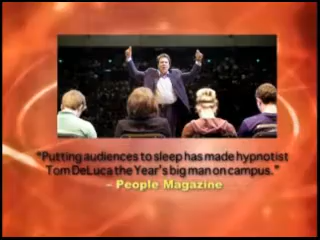 "Putting audiences to sleep has made hypnotist
Tom DeLuca the Year's big man on campus."
- People Magazine